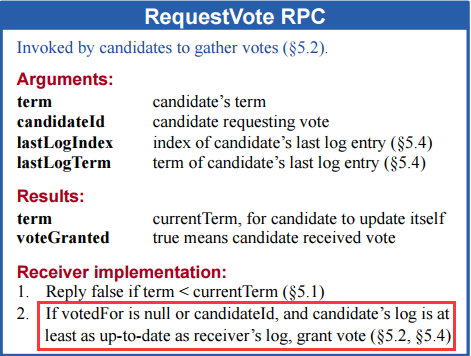 RequestVote RPC
Invoked by candidates to gather votes (§5.2).
Arguments:
term candidate’s term
candidateId candidate requesting vote
lastLogIndex index of candidate’s last log entry (§5.4)
lastLogTerm term of candidate’s last log entry (§5.4)
Results:
term currentTerm, for candidate to update itself
voteGranted true means candidate received vote
Receiver implementation:
1. Reply false if term < currentTerm (§5.1)
2. If votedFor is null or candidateId, and candidate’s log is at
least as up-to-date as receiver’s log, grant vote (§5.2, §5.4)